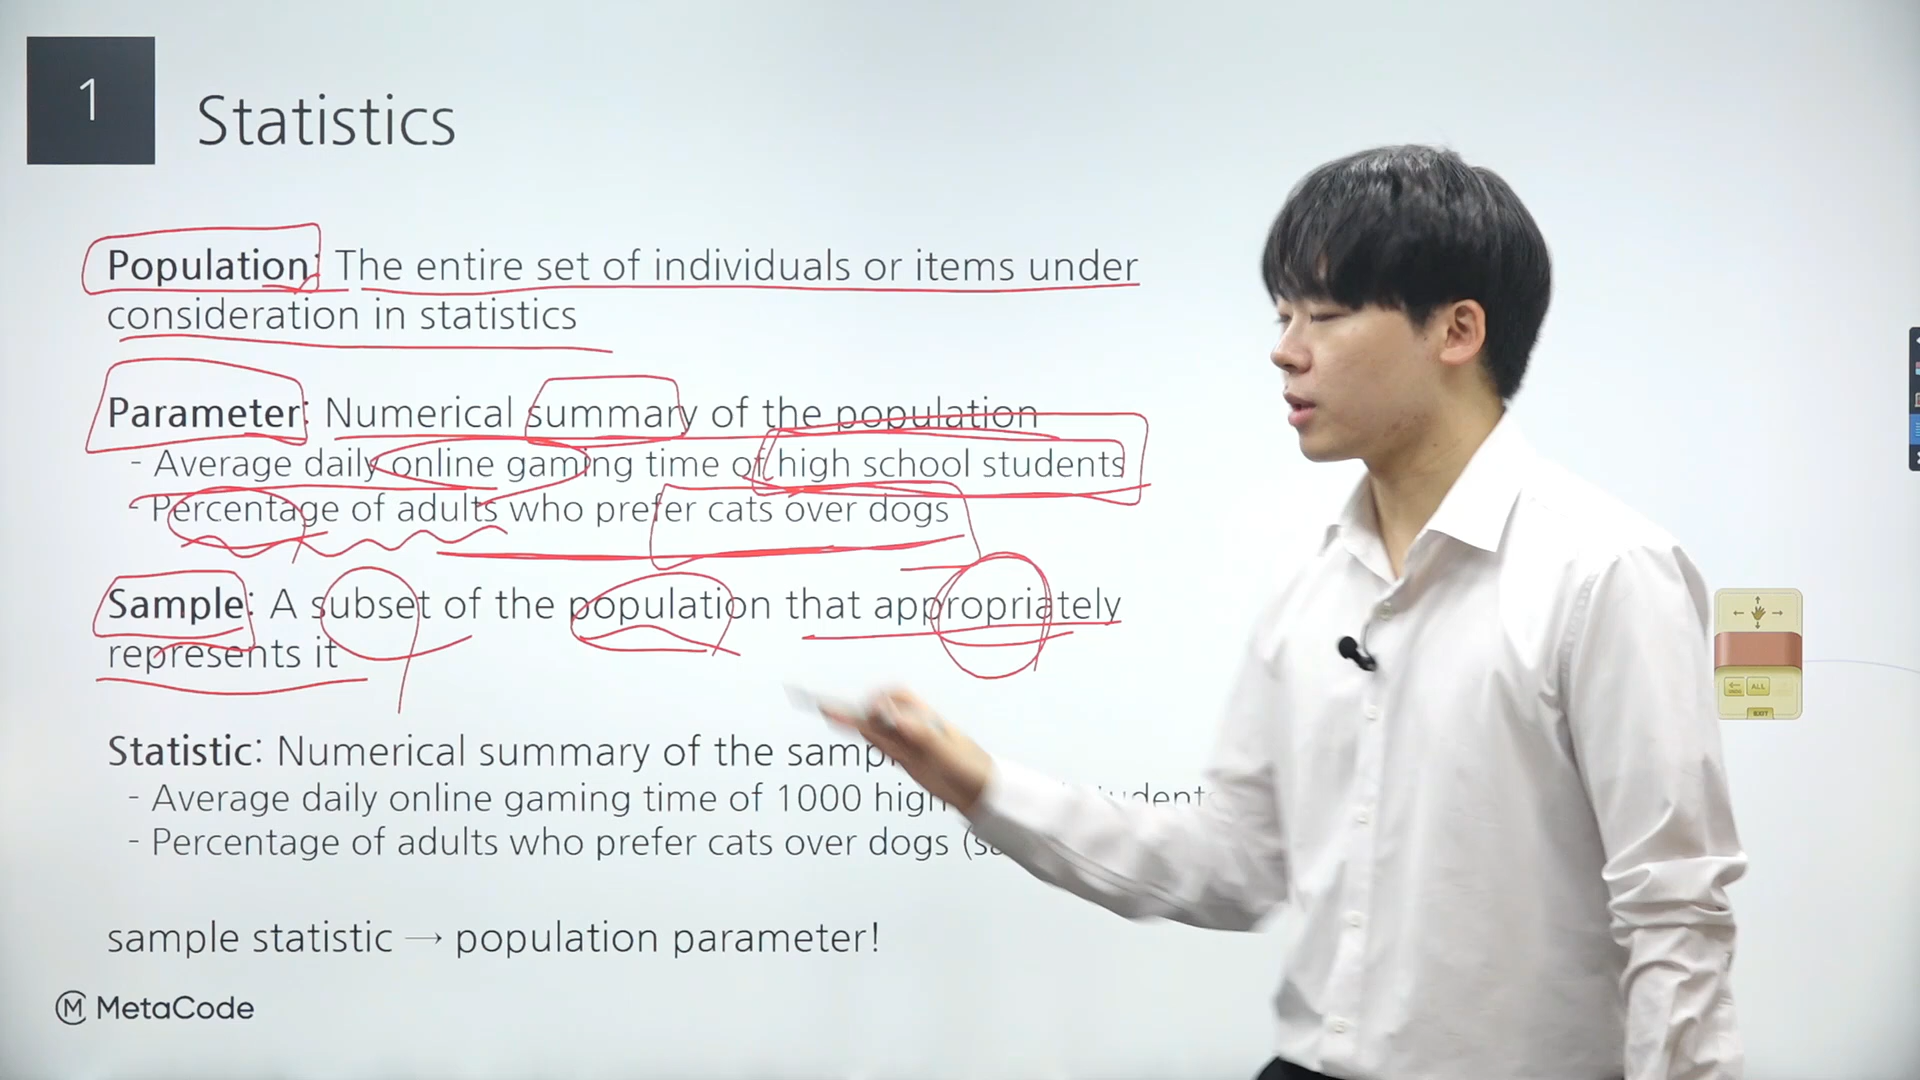 1
Statistics
Population: The entire set of individuals or items under
consideration in statistics
Parameter: Numerical summary of the population
- Average daily online gaming time of high school students
- Percentage of adults who prefer cats over dogs
Sample: A subset of the population that appropriately
represents it
Statistic: Numerical summary of the
- Average daily online gaming time of 1000
- Percentage of adults who prefer cats over dogs
sample statistic → population parameter!
MetaCode
ALL
EXIT